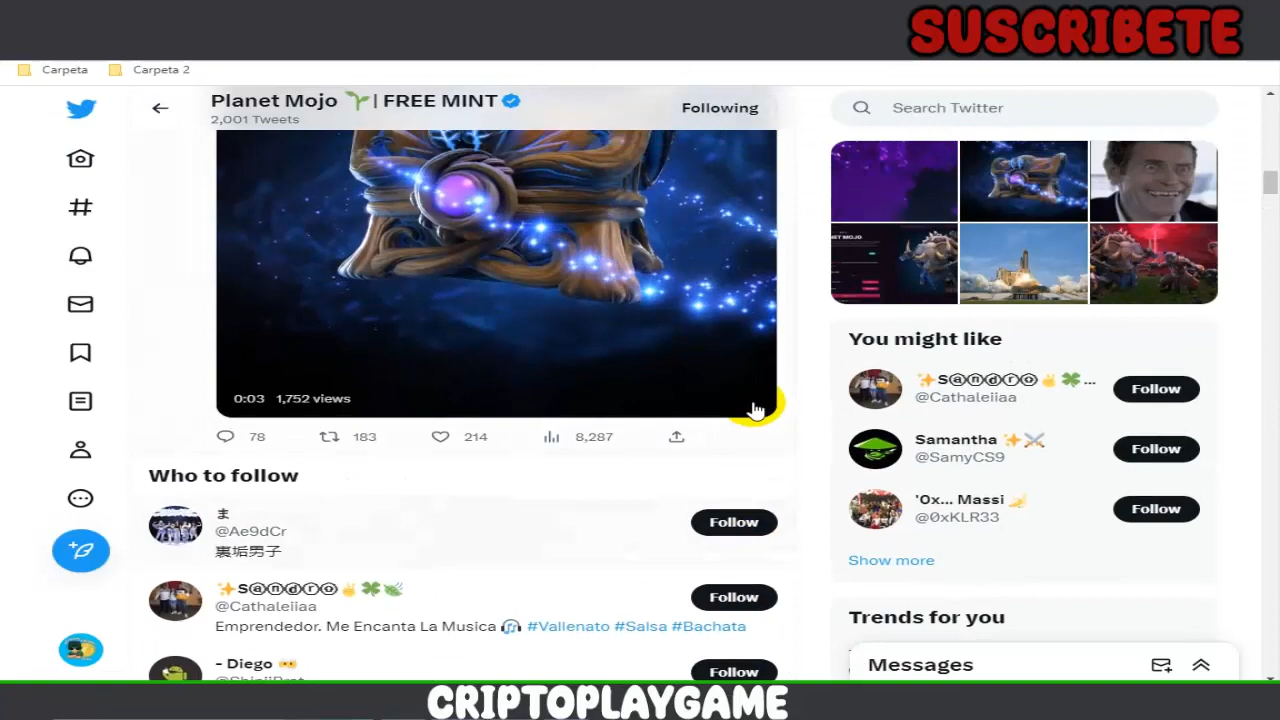 SUSCRIBETE
Carpeta
Carpeta 2
Planet Mojo 🌱| FREE MINT
2,001 Tweets
Following
Search Twitter
0:03 1,752 views
78 183 214 8,287
Who to follow
ま
@Ae9dCr
裏垢男子
Follow
✨Sⓐⓝⓓⓡⓞ✌🍀🍃
@Cathaleiiaa
Emprendedor. Me Encanta La Musica 🎧 #Vallenato #Salsa #Bachata
Follow
- Diego
Follow
You might like
✨Sⓐⓝⓓⓡⓞ✌🍀...
@Cathaleiiaa
Follow
Samantha ✨⚔
@SamyCS9
Follow
'0x... Massi 🍌
@0xKLR33
Follow
Show more
Trends for you
Messages
CRIPTOPLAYGAME